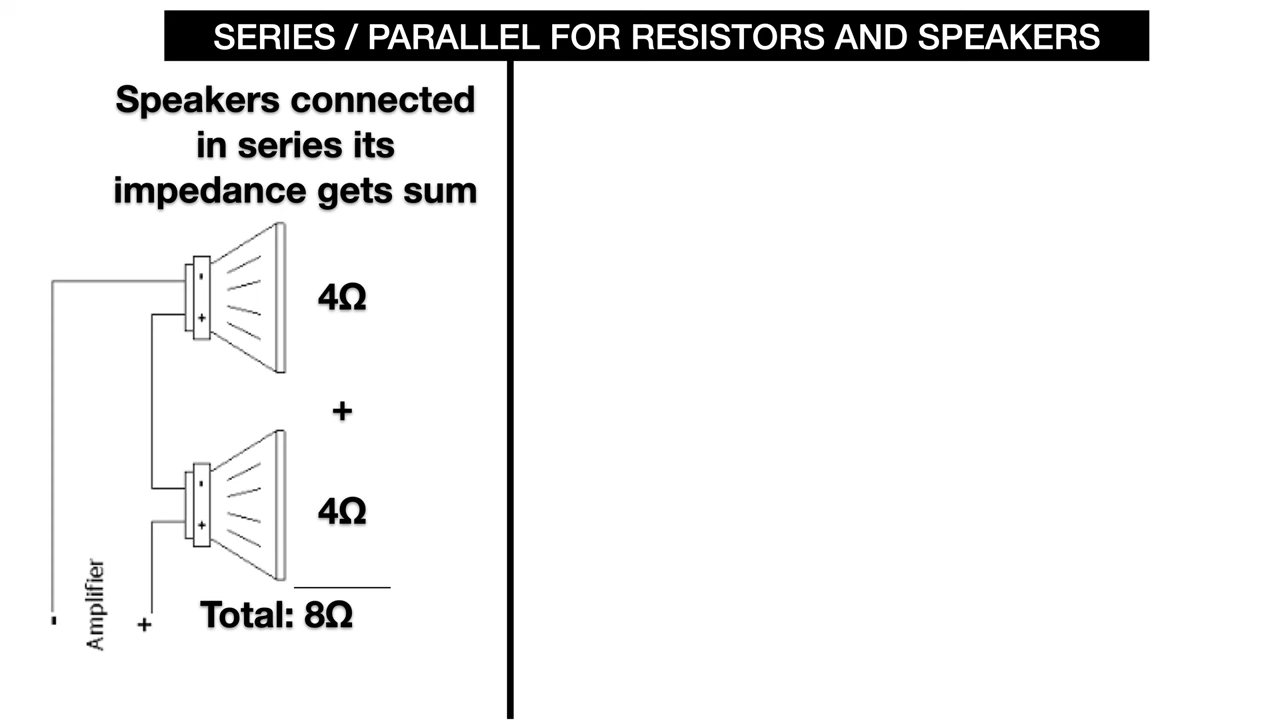 SERIES / PARALLEL FOR RESISTORS AND SPEAKERS
Speakers connected
in series its
impedance gets sum
-
4Ω
+
+
-
4Ω
+
Amplifier
-
+
Total: 8Ω